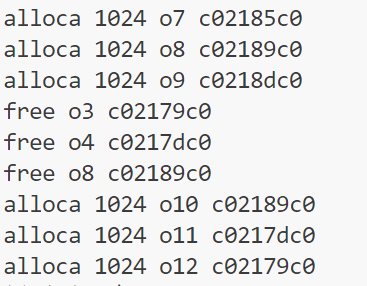 alloca 1024 o7 c02185c0
alloca 1024 o8 c02189c0
alloca 1024 o9 c0218dc0
free o3 c02179c0
free o4 c0217dc0
free o8 c02189c0
alloca 1024 o10 c02189c0
alloca 1024 o11 c0217dc0
alloca 1024 o12 c02179c0